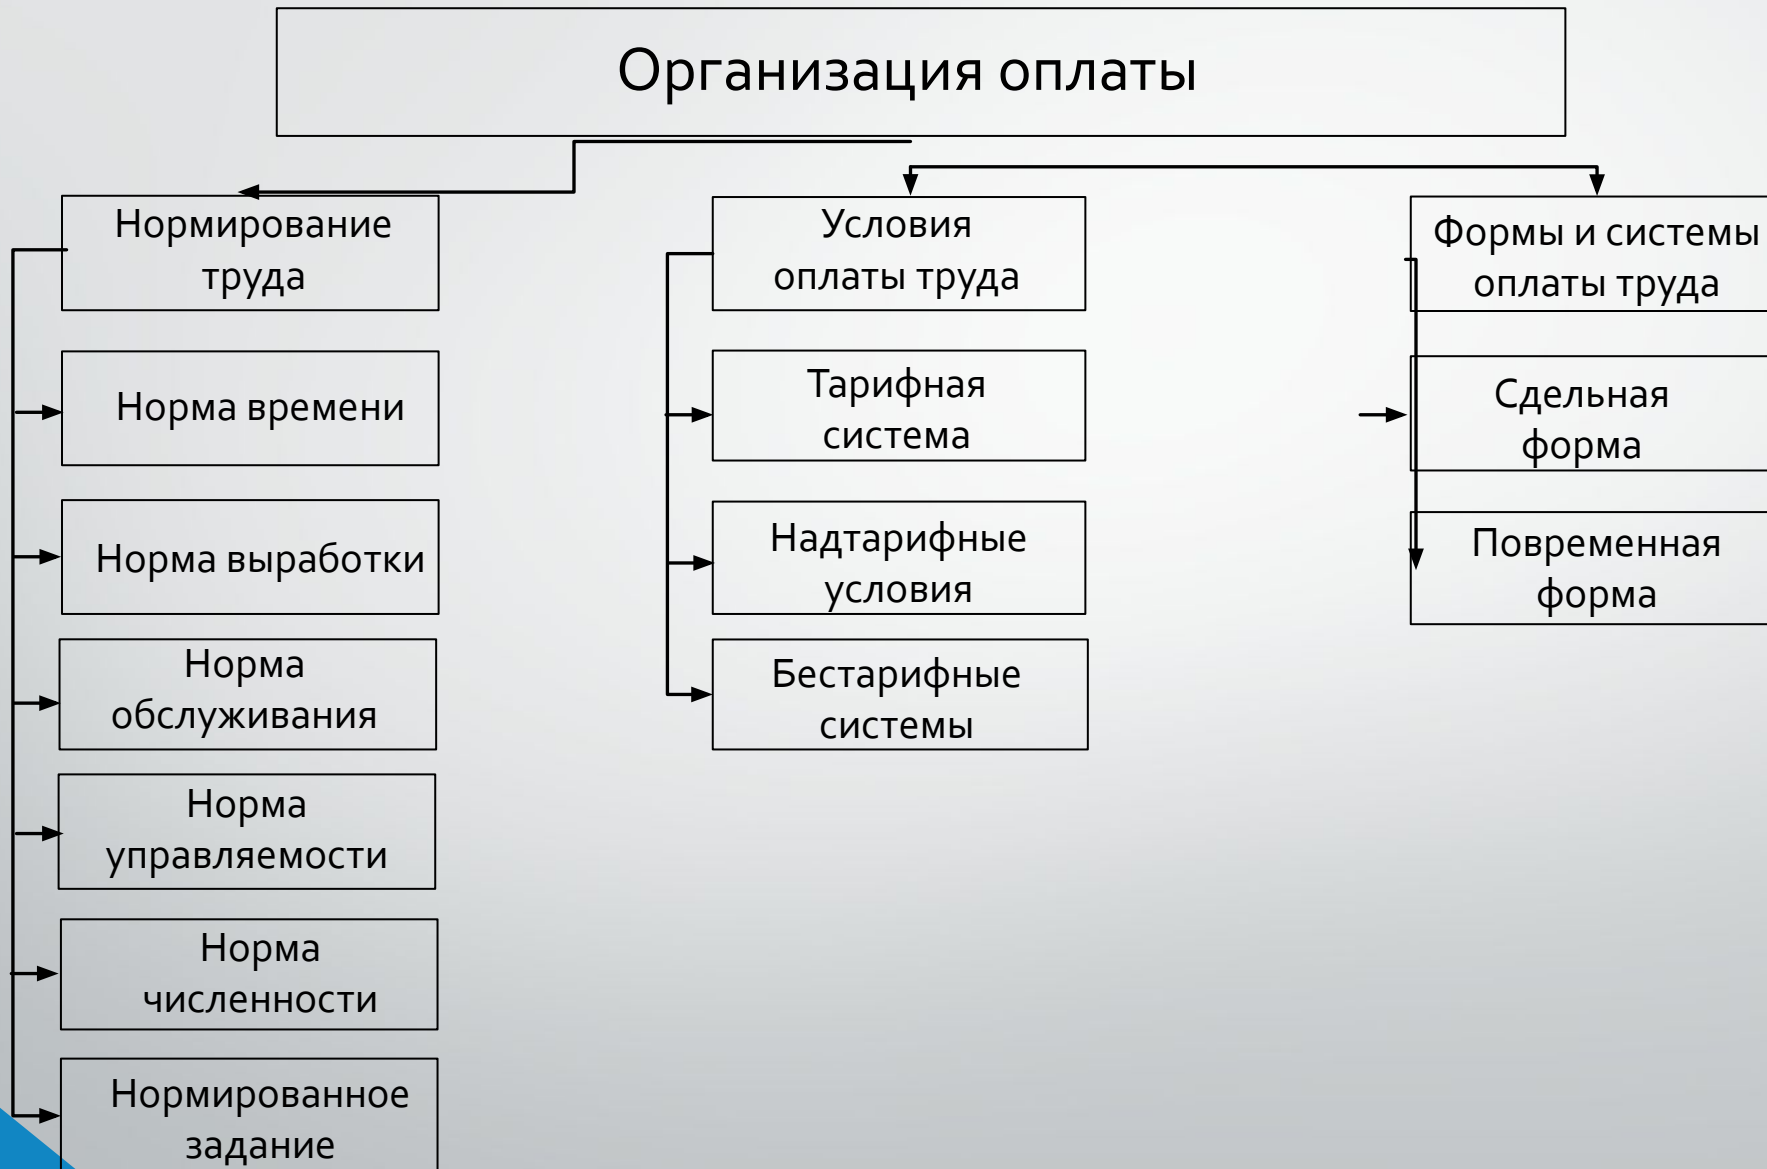 Организация оплаты
Нормирование
труда
Норма времени
Норма выработки
Норма
обслуживания
Норма
управляемости
Норма
численности
Нормированное
задание
Условия
оплаты труда
Тарифная
система
Надтарифные
условия
Бестарифные
системы
Формы и системы
оплаты труда
Сдельная
форма
Повременная
форма